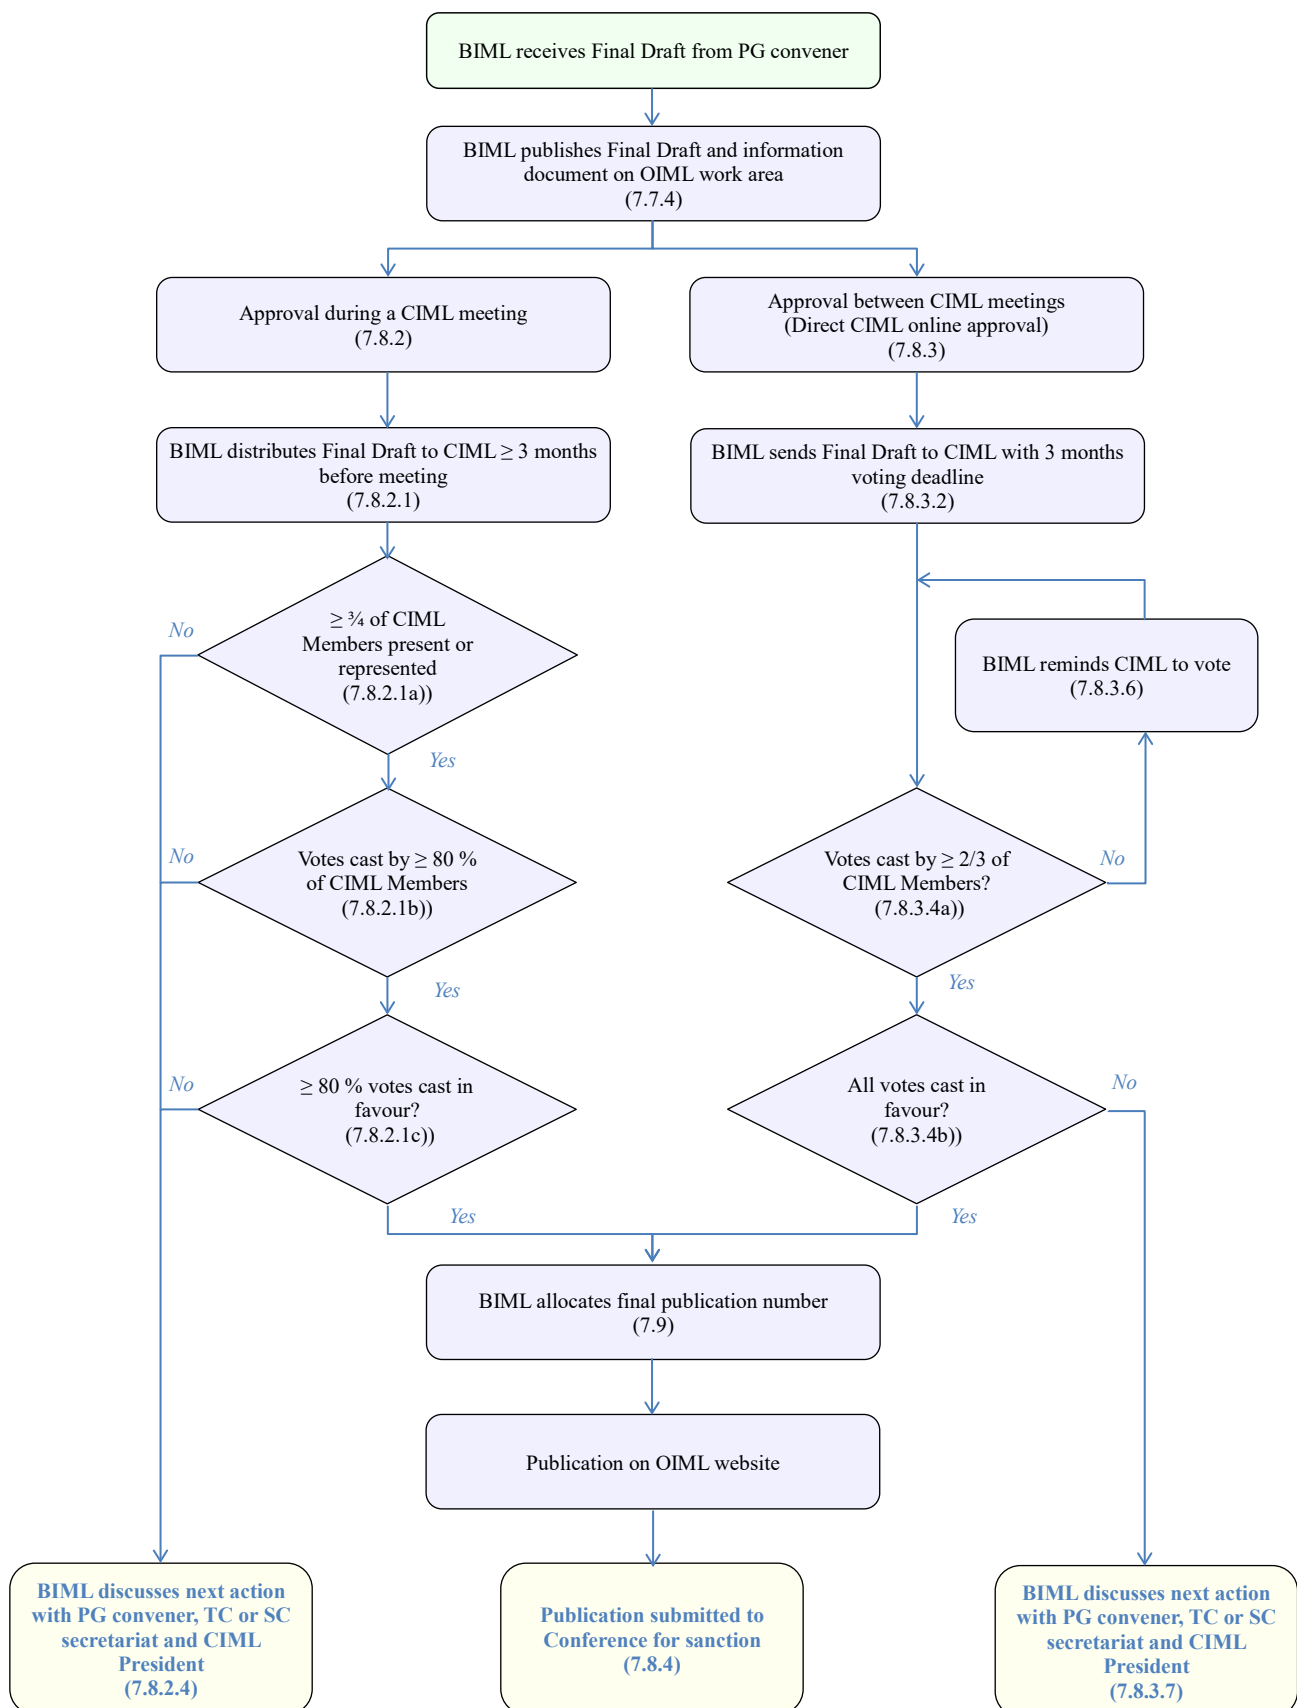 BIML receives Final Draft from PG convener
BIML publishes Final Draft and information
document on OIML work area
(7.7.4)
Approval during a CIML meeting
(7.8.2)
Approval between CIML meetings
(Direct CIML online approval)
(7.8.3)
BIML distributes Final Draft to CIML ≥ 3 months
before meeting
(7.8.2.1)
BIML sends Final Draft to CIML with 3 months
voting deadline
(7.8.3.2)
No
≥ ¾ of CIML
Members present or
represented
(7.8.2.1a))
Yes
BIML reminds CIML to vote
(7.8.3.6)
No
Votes cast by ≥ 80 %
of CIML Members
(7.8.2.1b))
Yes
Votes cast by ≥ 2/3 of
CIML Members?
(7.8.3.4a))
No
Yes
No
≥ 80 % votes cast in
favour?
(7.8.2.1c))
Yes
All votes cast in
favour?
(7.8.3.4b))
No
Yes
BIML allocates final publication number
(7.9)
Publication on OIML website
BIML discusses next action
with PG convener, TC or SC
secretariat and CIML
President
(7.8.2.4)
Publication submitted to
Conference for sanction
(7.8.4)
BIML discusses next action
with PG convener, TC or SC
secretariat and CIML
President
(7.8.3.7)